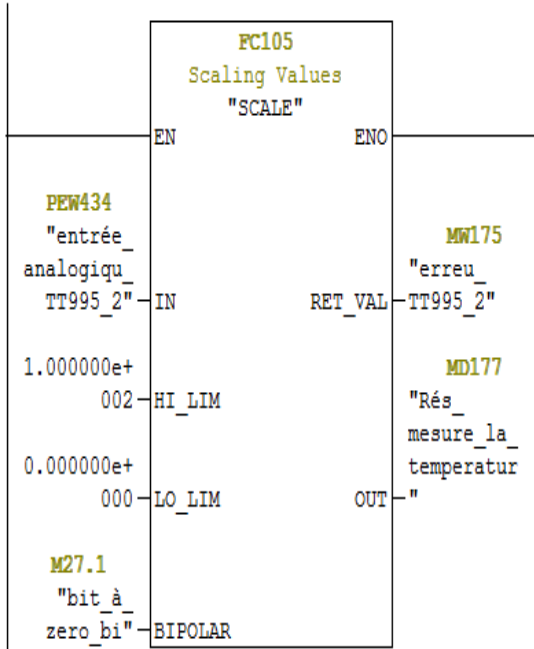 FC105
Scaling Values
"SCALE"
EN ENO
PEW434
"entrée_
analogiqu_
TT995_2" IN
MW175
"erreu_
RET_VAL TT995_2"
1.000000e+
002 HI_LIM
MD177
"Rés_
mesure_la_
temperatur
OUT "
0.000000e+
000 LO_LIM
M27.1
"bit_à_
zero_bi" BIPOLAR